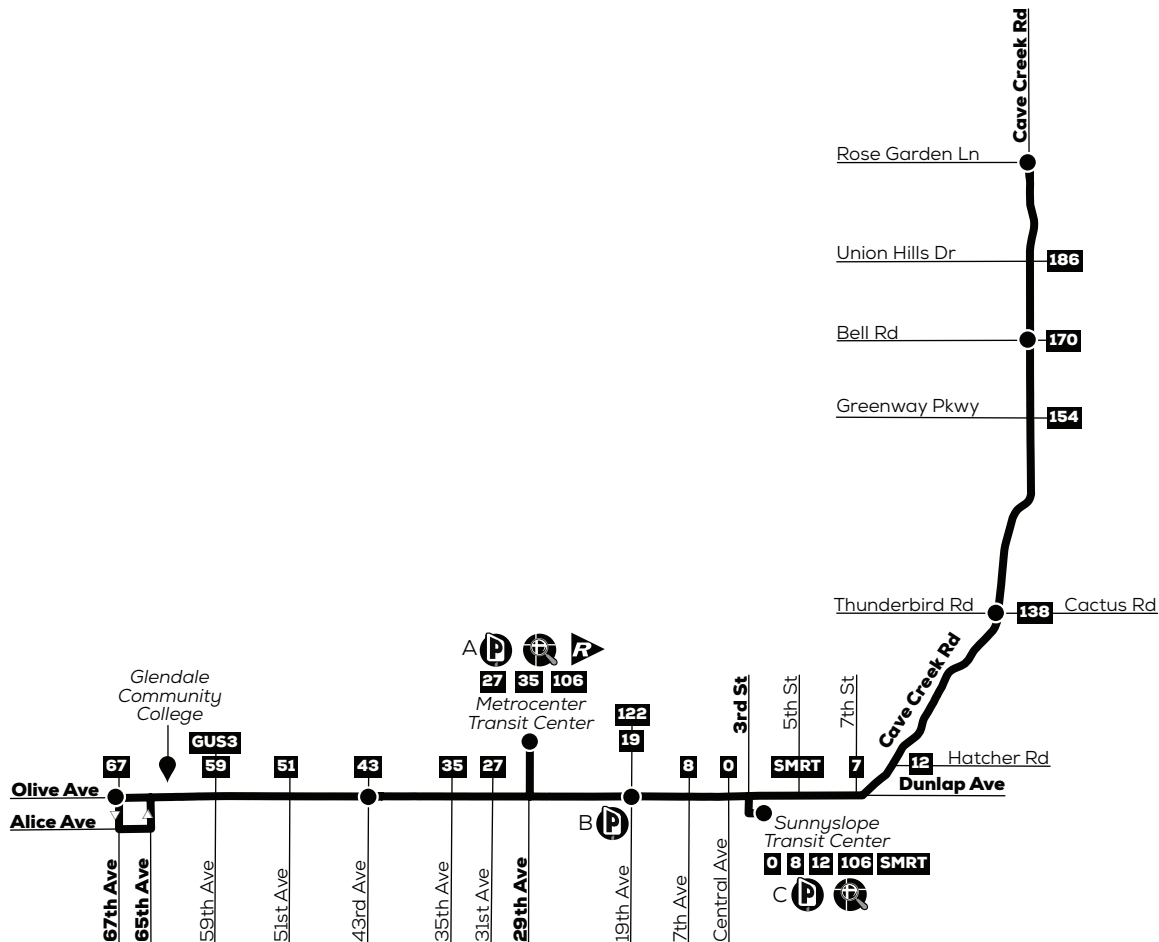 Cave Creek Rd
Rose Garden Ln
Union Hills Dr
186
Bell Rd
170
Greenway Pkwy
154
Thunderbird Rd
138
Cactus Rd
Cave Creek Rd
12
Hatcher Rd
Dunlap Ave
A P R
27 35 106
Metrocenter
Transit Center
Glendale
Community
College
GUS3
122
19
3rd St
5th St
7th St
67
59
51
43
35
27
8
0
SMRT
7
Olive Ave
Alice Ave
B P
Sunnyslope
Transit Center
0 8 12 106 SMRT
C P
67th Ave
65th Ave
59th Ave
51st Ave
43rd Ave
35th Ave
31st Ave
29th Ave
19th Ave
7th Ave
Central Ave